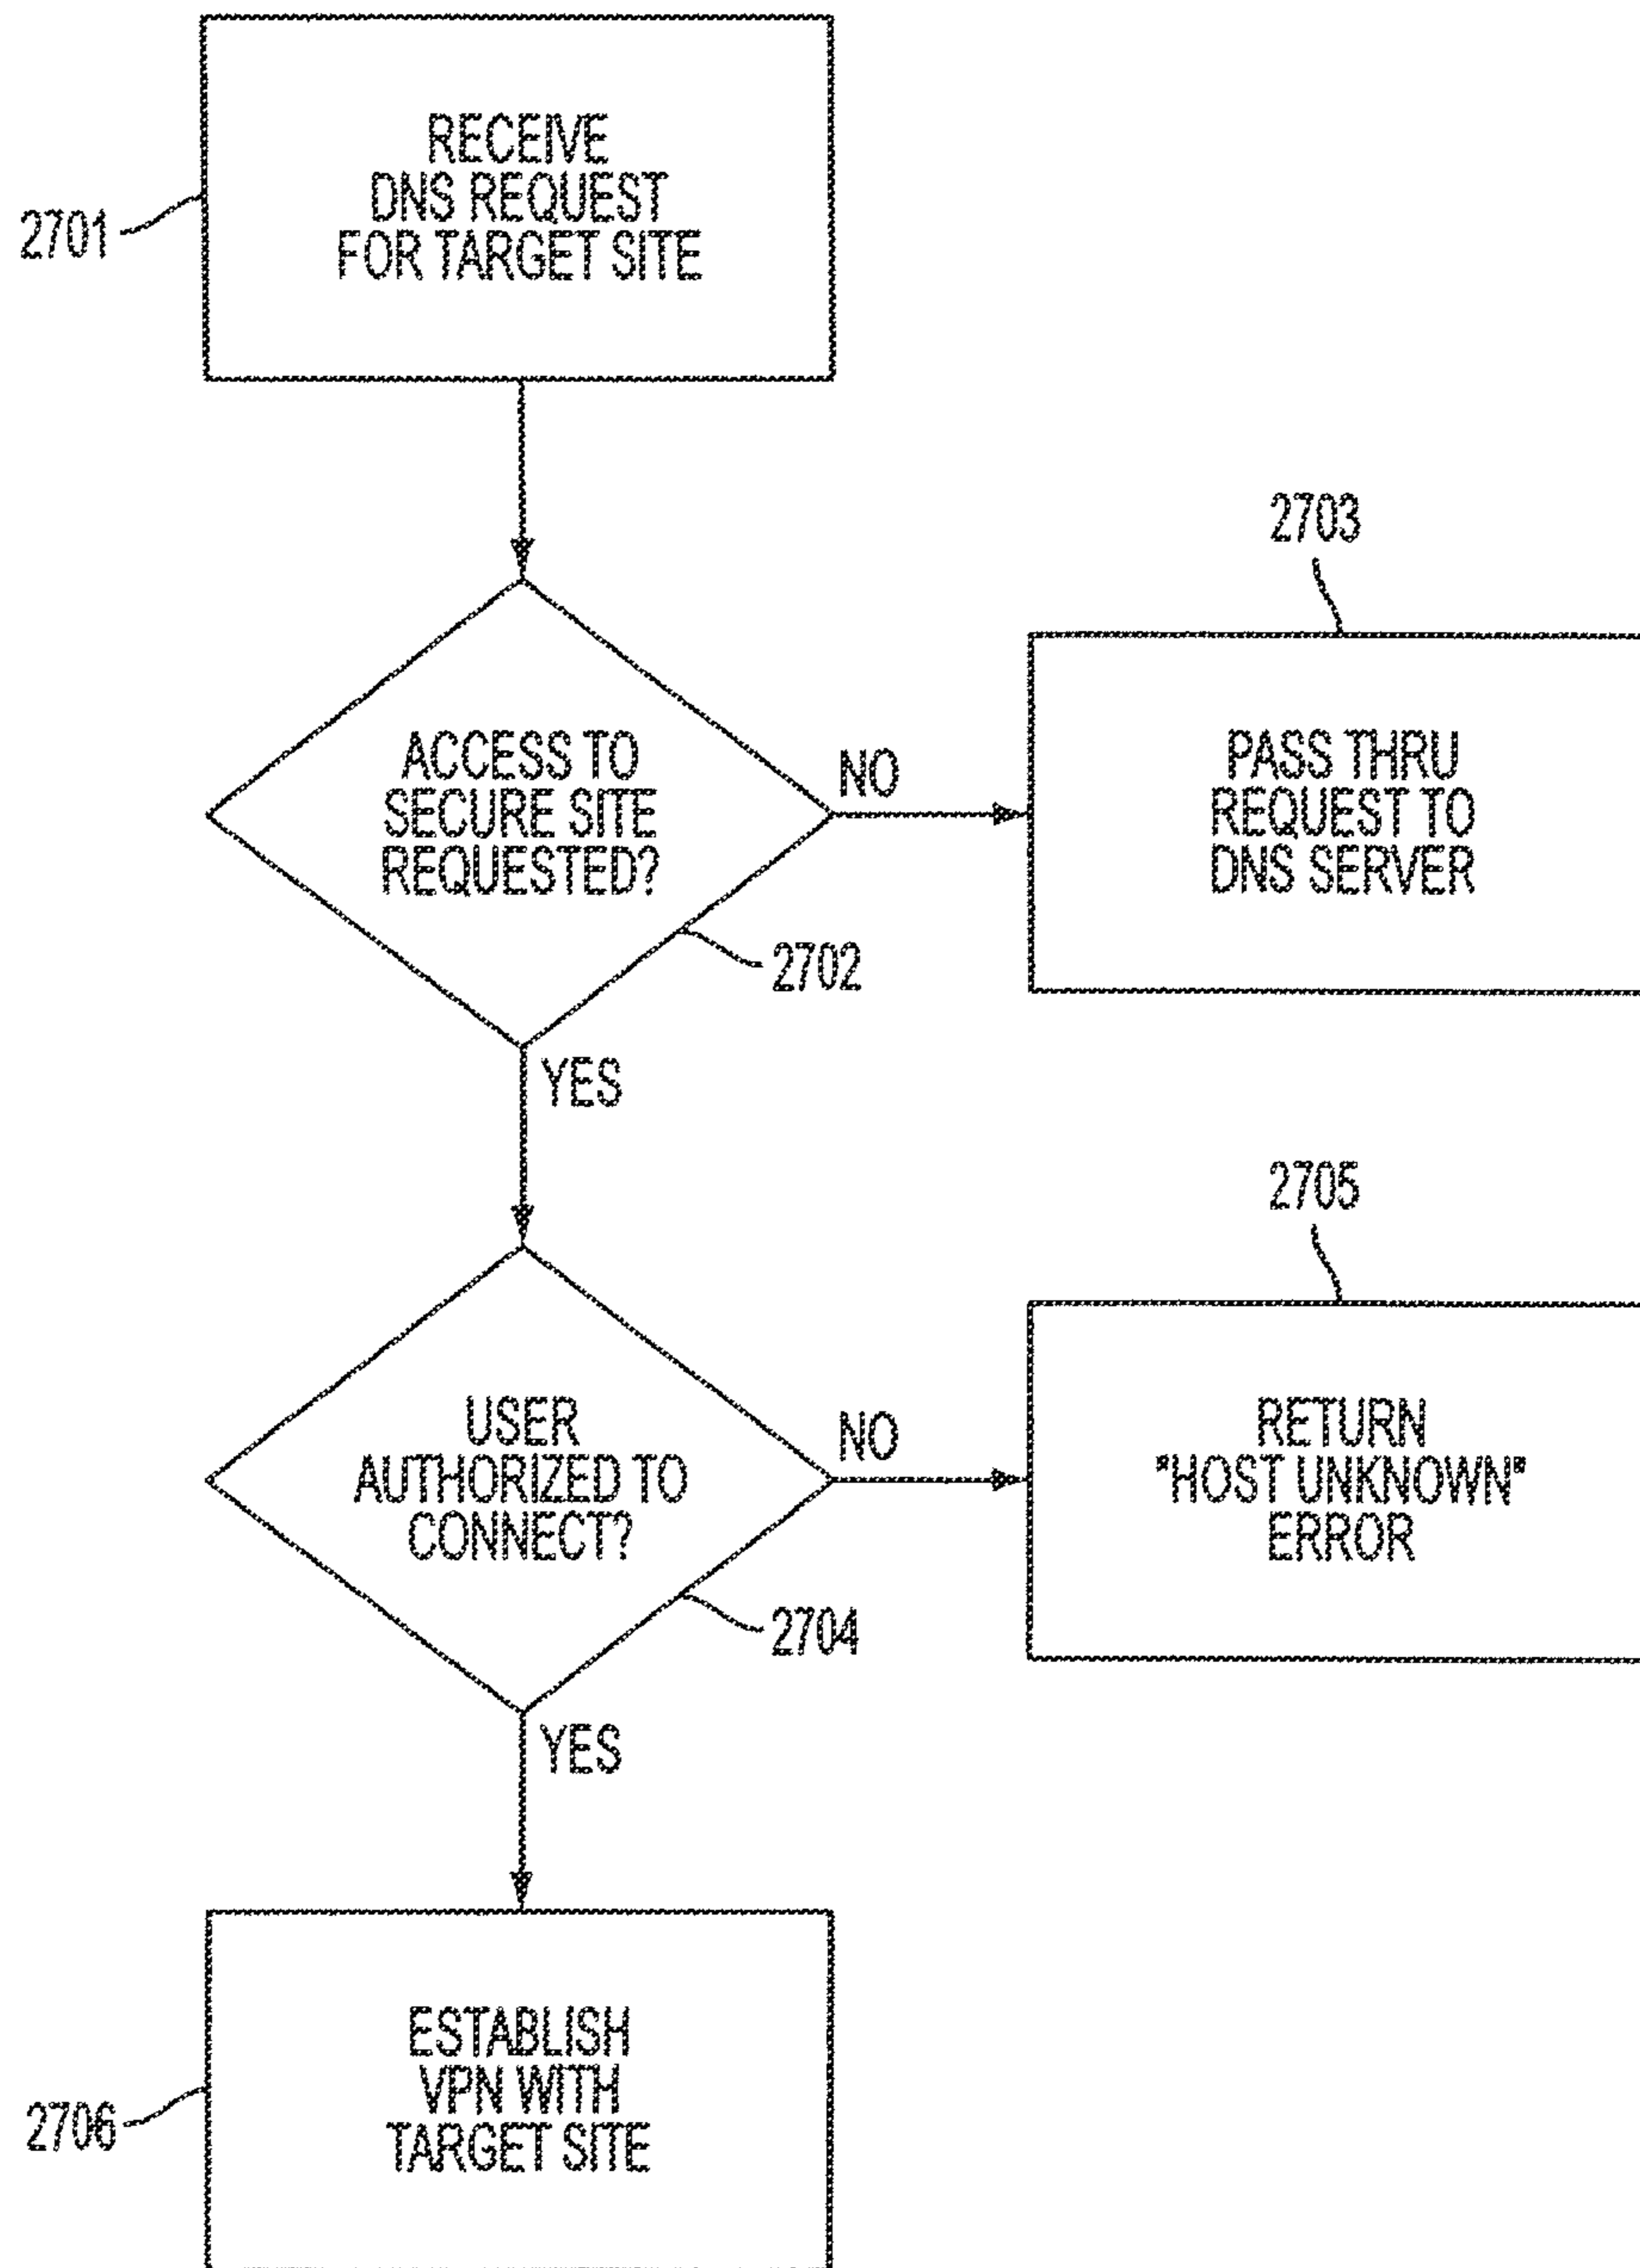 RECEIVE
DNS REQUEST
FOR TARGET SITE
2701
2703
ACCESS TO
SECURE SITE
REQUESTED?
NO
PASS THRU
REQUEST TO
DNS SERVER
2702
YES
2705
USER
AUTHORIZED TO
CONNECT?
NO
RETURN
"HOST UNKNOWN"
ERROR
2704
YES
ESTABLISH
VPN WITH
TARGET SITE
2706